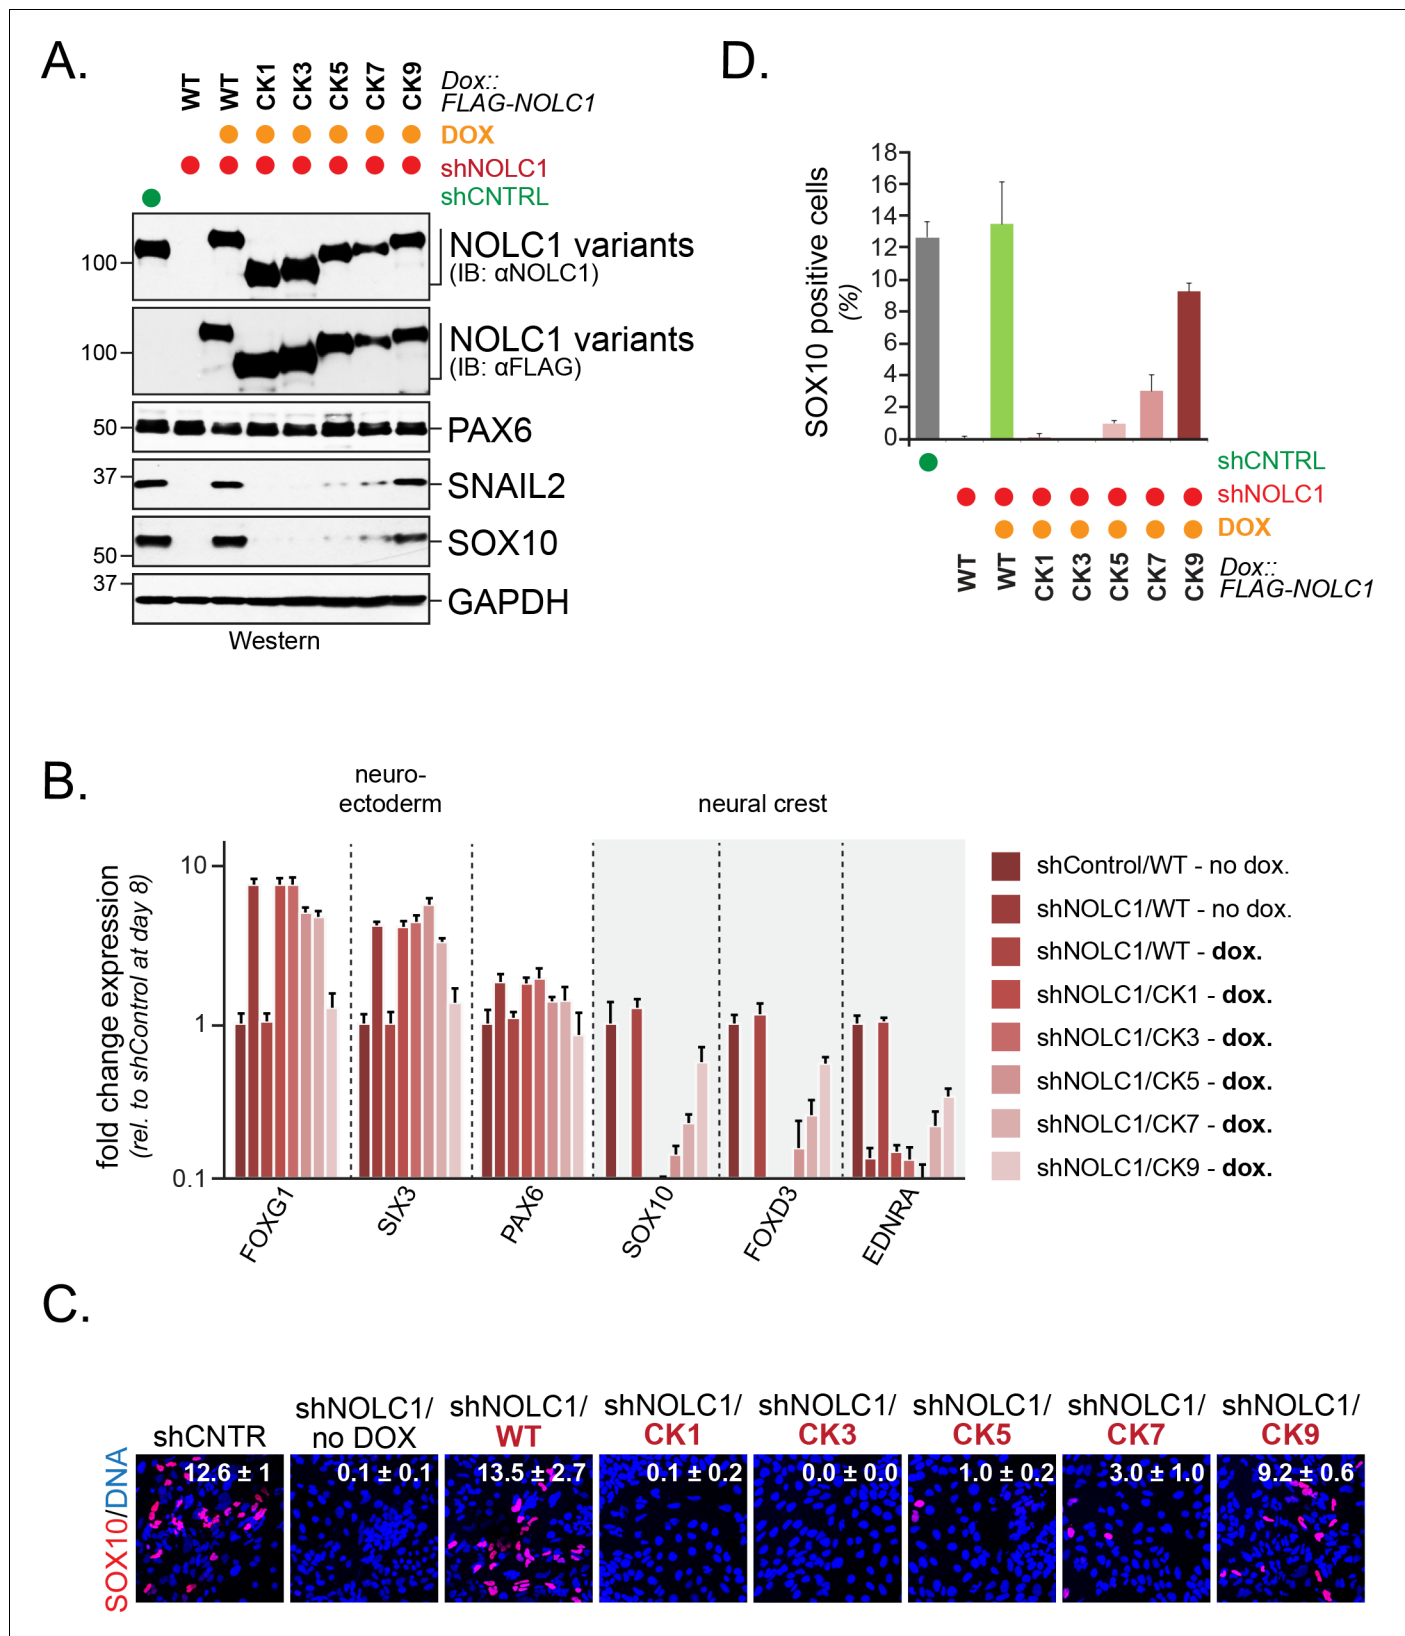 A.
WT WT CK1 CK3 CK5 CK7 CK9
Dox::
FLAG-NOLC1
DOX
shNOLC1
shCNTRL
100
NOLC1 variants
(IB: αNOLC1)
100
NOLC1 variants
(IB: αFLAG)
50
PAX6
37
SNAIL2
50
SOX10
37
GAPDH
Western
D.
SOX10 positive cells
(%)
18
16
14
12
10
8
6
4
2
0
shCNTRL
shNOLC1
DOX
WT WT CK1 CK3 CK5 CK7 CK9
Dox::
FLAG-NOLC1
B.
neuro-
ectoderm
neural crest
fold change expression
(rel. to shControl at day 8)
10
1
0.1
FOXG1 SIX3 PAX6 SOX10 FOXD3 EDNRA
shControl/WT - no dox.
shNOLC1/WT - no dox.
shNOLC1/WT - dox.
shNOLC1/CK1 - dox.
shNOLC1/CK3 - dox.
shNOLC1/CK5 - dox.
shNOLC1/CK7 - dox.
shNOLC1/CK9 - dox.
C.
SOX10/DNA
shCNTR
12.6 ± 1
shNOLC1/
no DOX
0.1 ± 0.1
shNOLC1/
WT
13.5 ± 2.7
shNOLC1/
CK1
0.1 ± 0.2
shNOLC1/
CK3
0.0 ± 0.0
shNOLC1/
CK5
1.0 ± 0.2
shNOLC1/
CK7
3.0 ± 1.0
shNOLC1/
CK9
9.2 ± 0.6